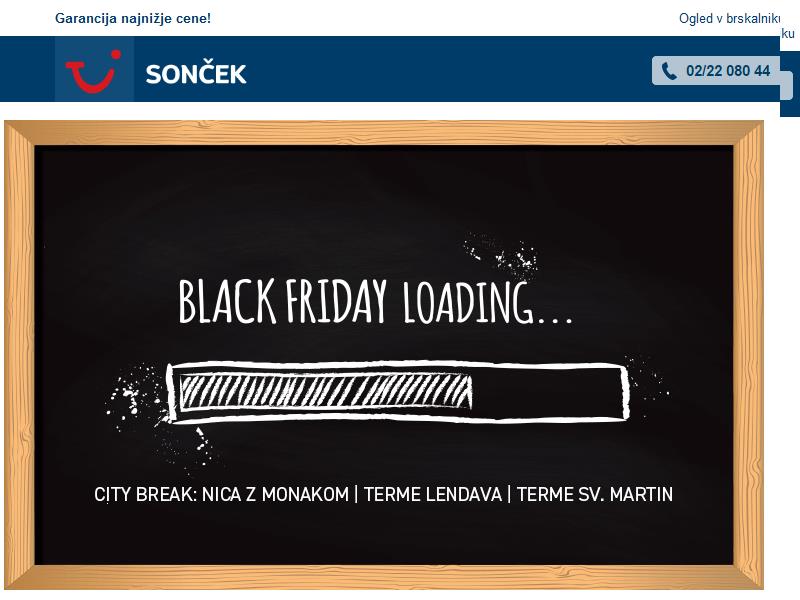 Garancija najnižje cene!
Ogled v brskalniku
ku
SONČEK
02/22 080 44
BLACK FRIDAY LOADING...
CITY BREAK: NICA Z MONAKOM | TERME LENDAVA | TERME SV. MARTIN